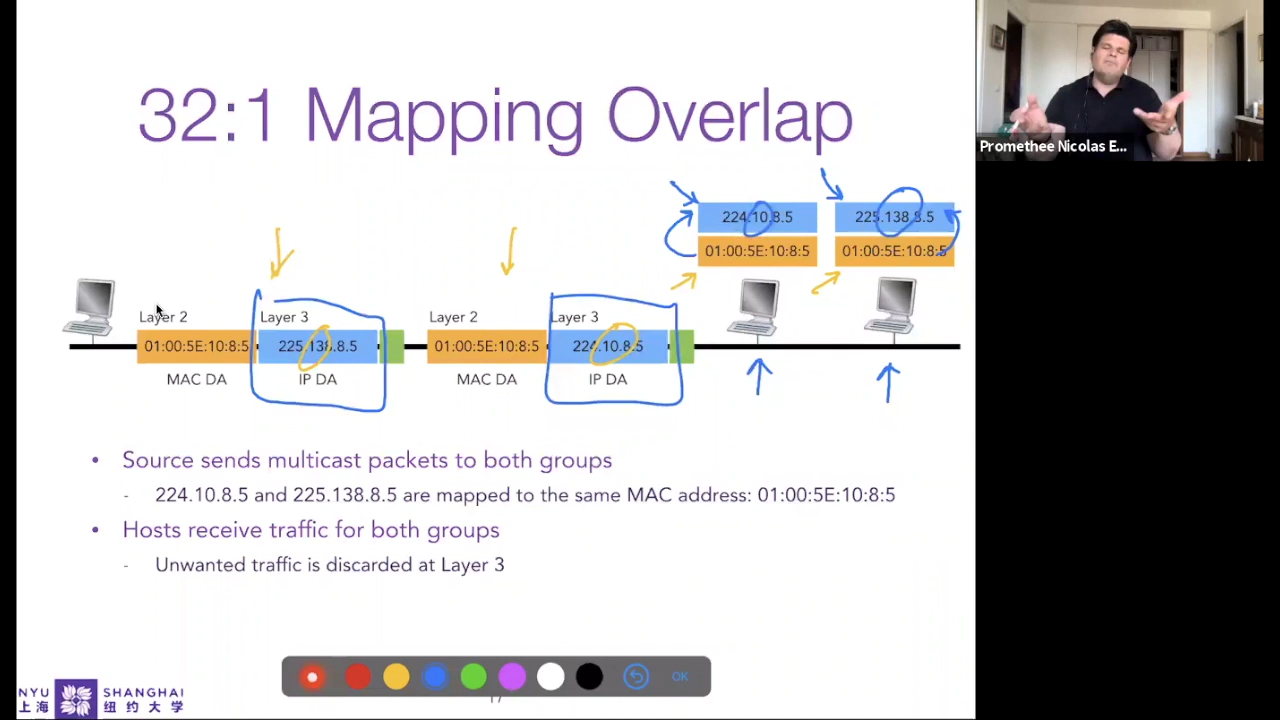 32:1 Mapping Overlap
Promethee Nicolas E...
224.10.8.5
225.138.8.5
01:00:5E:10:8:5
01:00:5E:10:8:5
Layer 2
Layer 3
Layer 2
Layer 3
01:00:5E:10:8:5
225.138.8.5
01:00:5E:10:8:5
224.10.8.5
MAC DA
IP DA
MAC DA
IP DA
• Source sends multicast packets to both groups
- 224.10.8.5 and 225.138.8.5 are mapped to the same MAC address: 01:00:5E:10:8:5
• Hosts receive traffic for both groups
- Unwanted traffic is discarded at Layer 3
OK
17
NYU SHANGHAI
上海 纽约大学